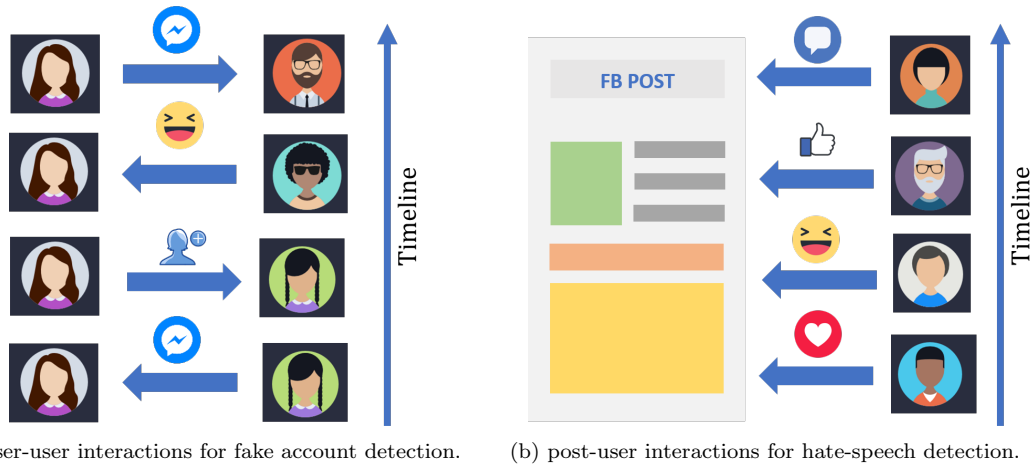 Timeline
FB POST
Timeline
ser-user interactions for fake account detection.
(b) post-user interactions for hate-speech detection.